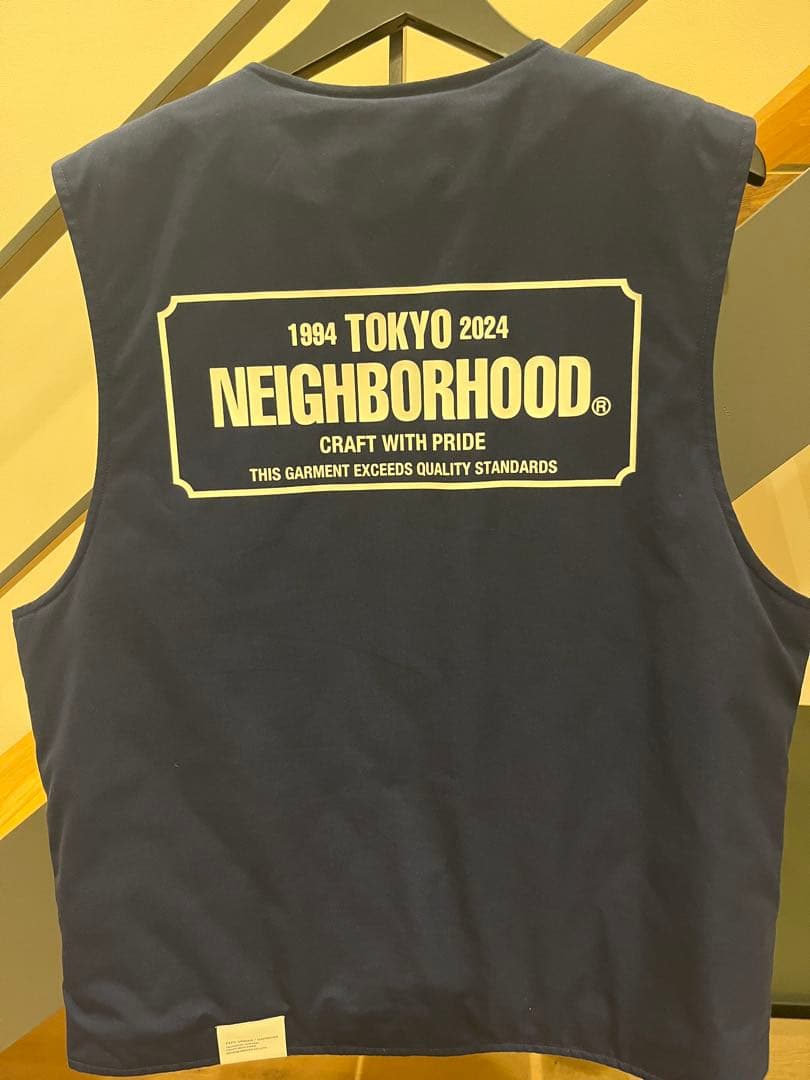 1994 TOKYO 2024
NEIGHBORHOOD®
CRAFT WITH PRIDE
THIS GARMENT EXCEEDS QUALITY STANDARDS